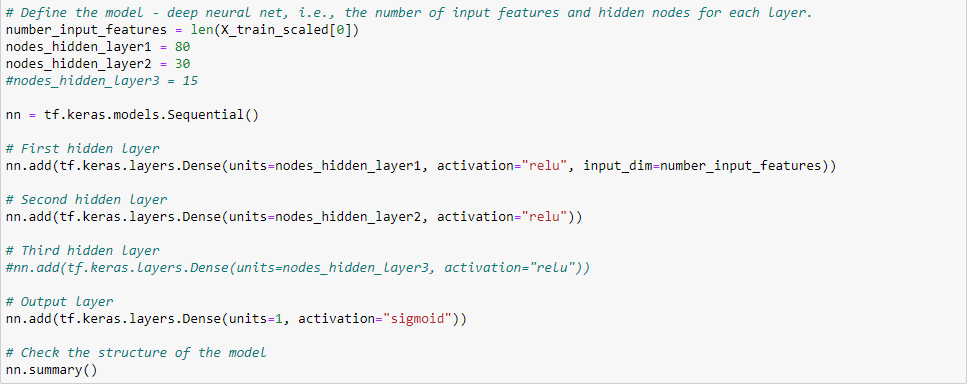 # Define the model - deep neural net, i.e., the number of input features and hidden nodes for each layer.
number_input_features = len(X_train_scaled[0])
nodes_hidden_layer1 = 80
nodes_hidden_layer2 = 30
#nodes_hidden_layer3 = 15
nn = tf.keras.models.Sequential()
# First hidden layer
nn.add(tf.keras.layers.Dense(units=nodes_hidden_layer1, activation="relu", input_dim=number_input_features))
# Second hidden layer
nn.add(tf.keras.layers.Dense(units=nodes_hidden_layer2, activation="relu"))
# Third hidden layer
#nn.add(tf.keras.layers.Dense(units=nodes_hidden_layer3, activation="relu"))
# Output layer
nn.add(tf.keras.layers.Dense(units=1, activation="sigmoid"))
# Check the structure of the model
nn.summary()